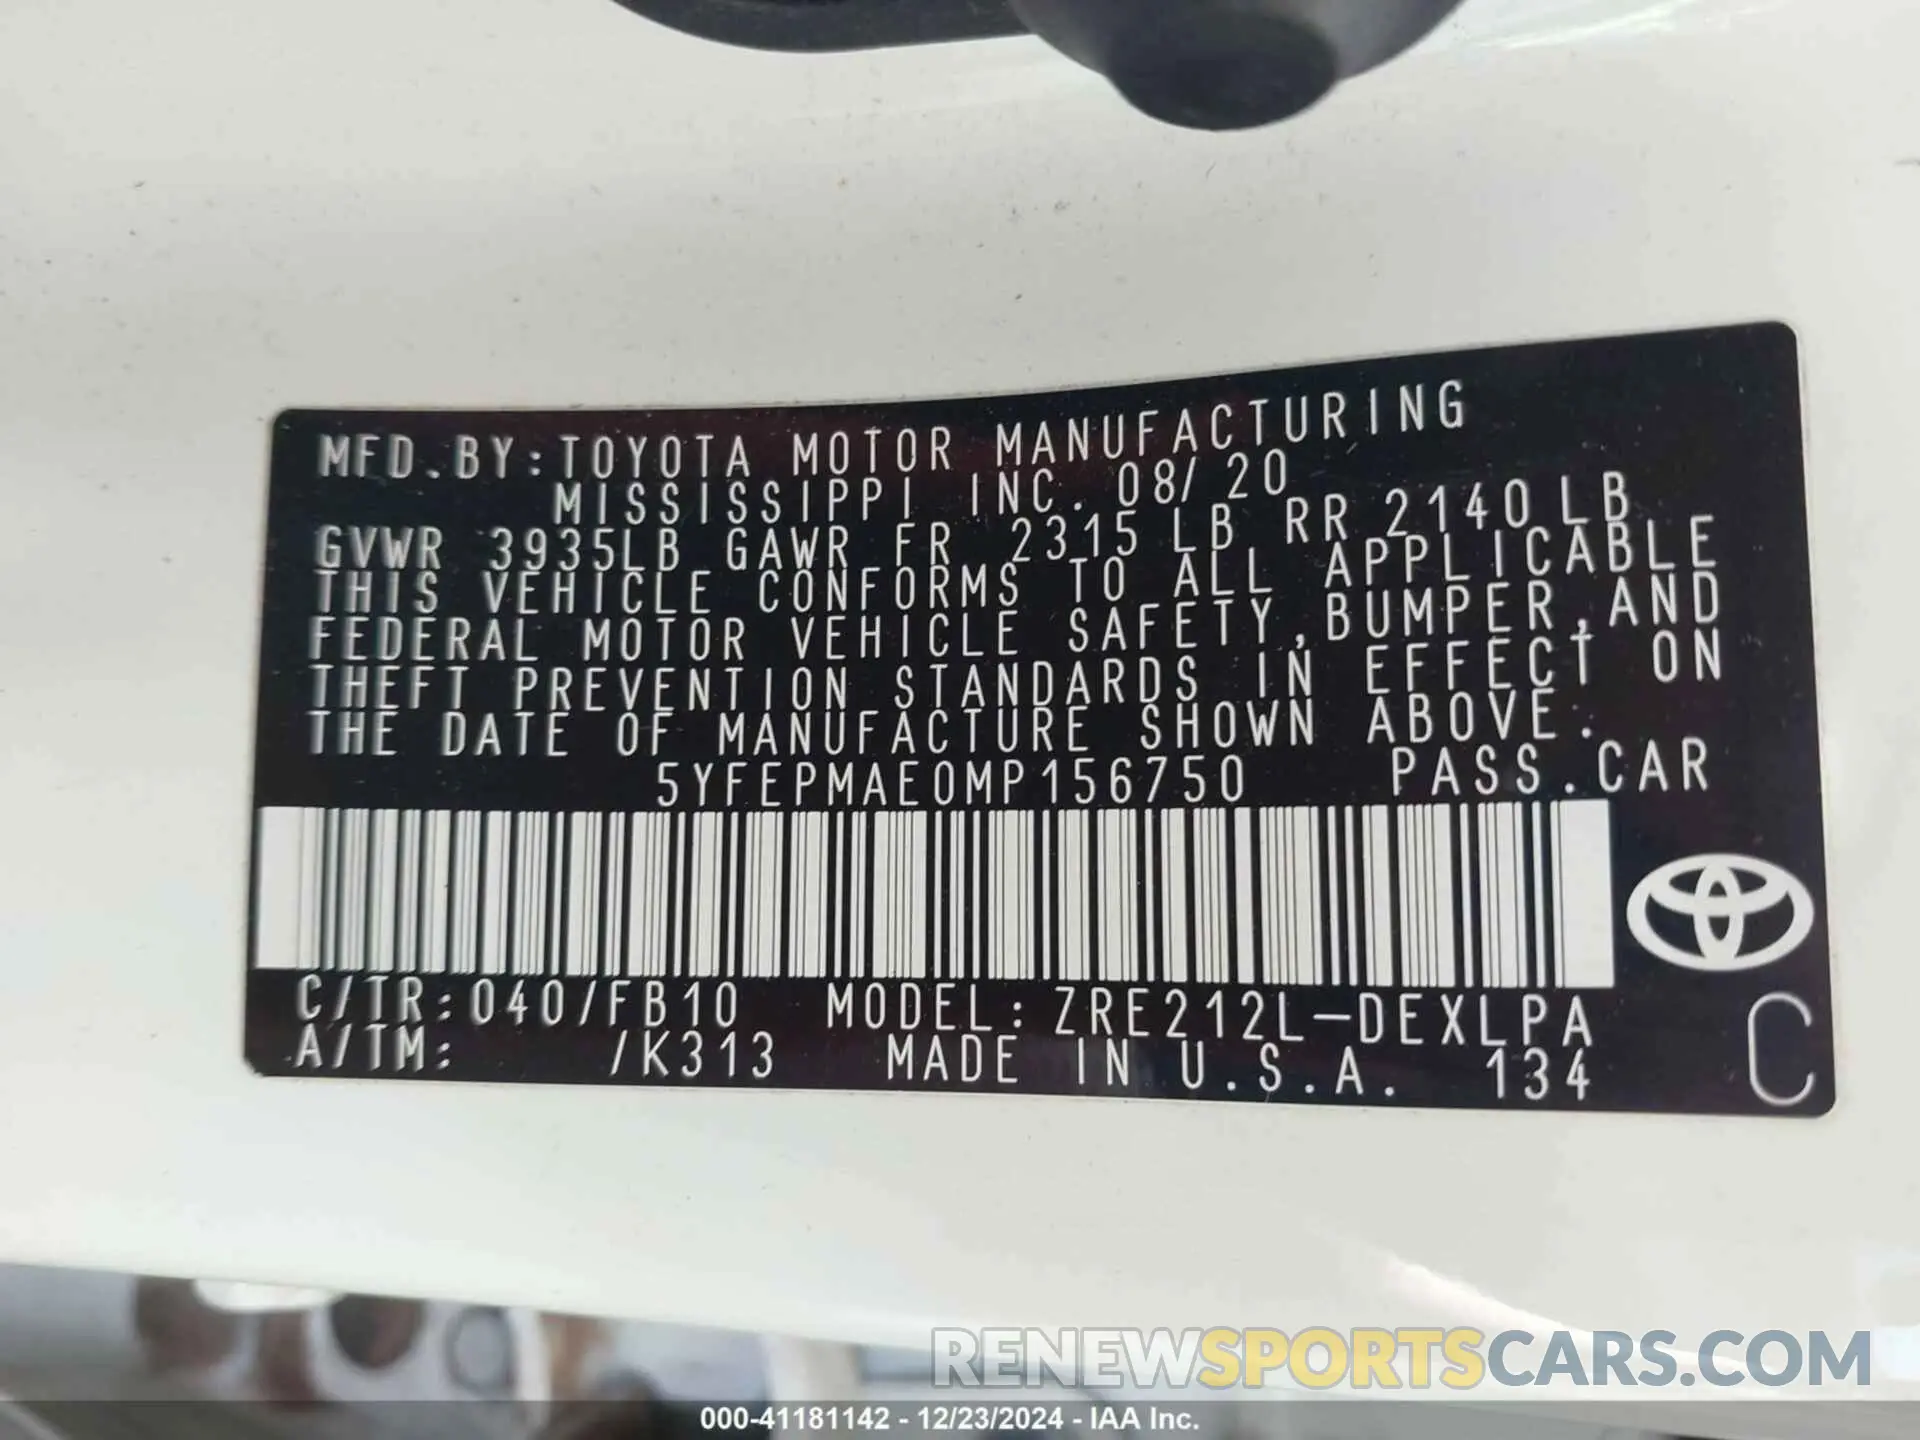 MFD.BY:TOYOTA MOTOR MANUFACTURING
MISSISSIPPI INC. 08/20
GVWR 3935LB GAWR FR 2315 LB RR 2140LB
THIS VEHICLE CONFORMS TO ALL APPLICABLE
FEDERAL MOTOR VEHICLE SAFETY,BUMPER,AND
THEFT PREVENTION STANDARDS IN EFFECT ON
THE DATE OF MANUFACTURE SHOWN ABOVE.
5YFEPMAE0MP156750 PASS.CAR
C/TR:040/FB10 MODEL:ZRE212L-DEXLPA
A/TM: /K313 MADE IN U.S.A. 134
C
RENEWSPORTSCARS.COM
000-41181142 - 12/23/2024 - IAA Inc.